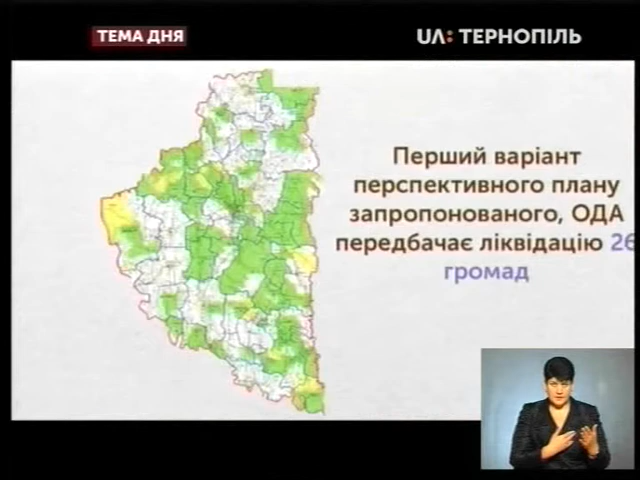 ТЕМА ДНЯ
UA: ТЕРНОПІЛЬ
Перший варіант
перспективного плану
запропонованого, ОДА
передбачає ліквідацію 26
громад